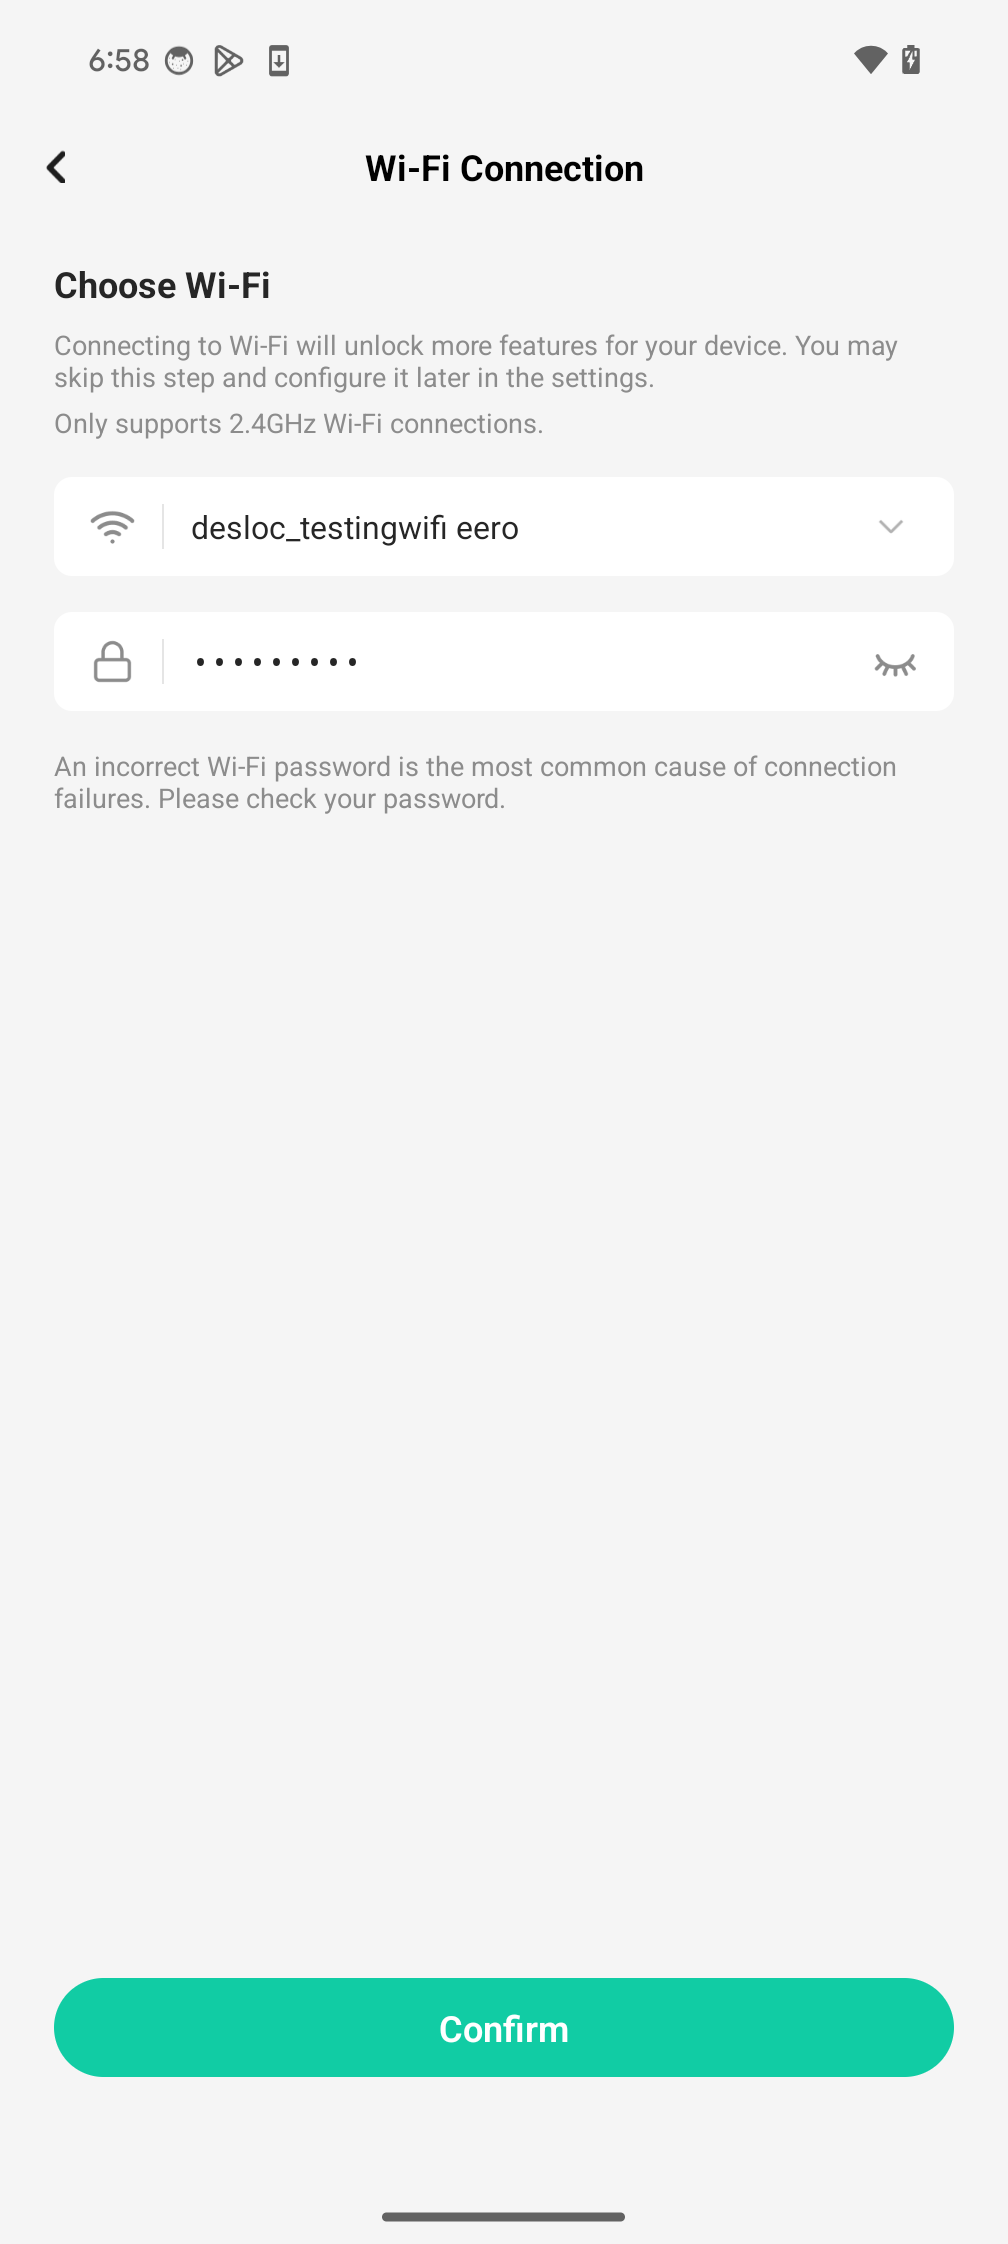 6:58
Wi-Fi Connection
Choose Wi-Fi
Connecting to Wi-Fi will unlock more features for your device. You may
skip this step and configure it later in the settings.
Only supports 2.4GHz Wi-Fi connections.
desloc_testingwifi eero
•••••••••
An incorrect Wi-Fi password is the most common cause of connection
failures. Please check your password.
Confirm